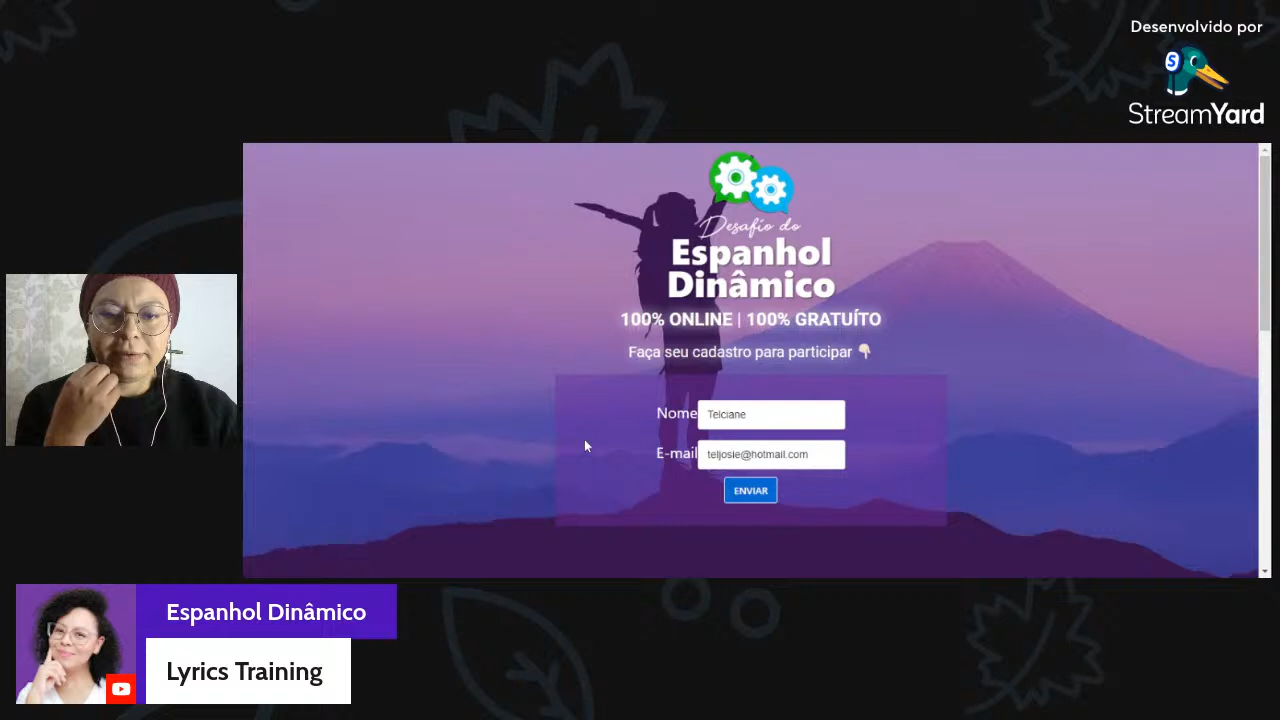 Desenvolvido por
StreamYard
Desafio do
Espanhol
Dinâmico
100% ONLINE | 100% GRATUÍTO
Faça seu cadastro para participar
Nome
Telciane
E-mail
teljosie@hotmail.com
ENVIAR
Espanhol Dinâmico
Lyrics Training